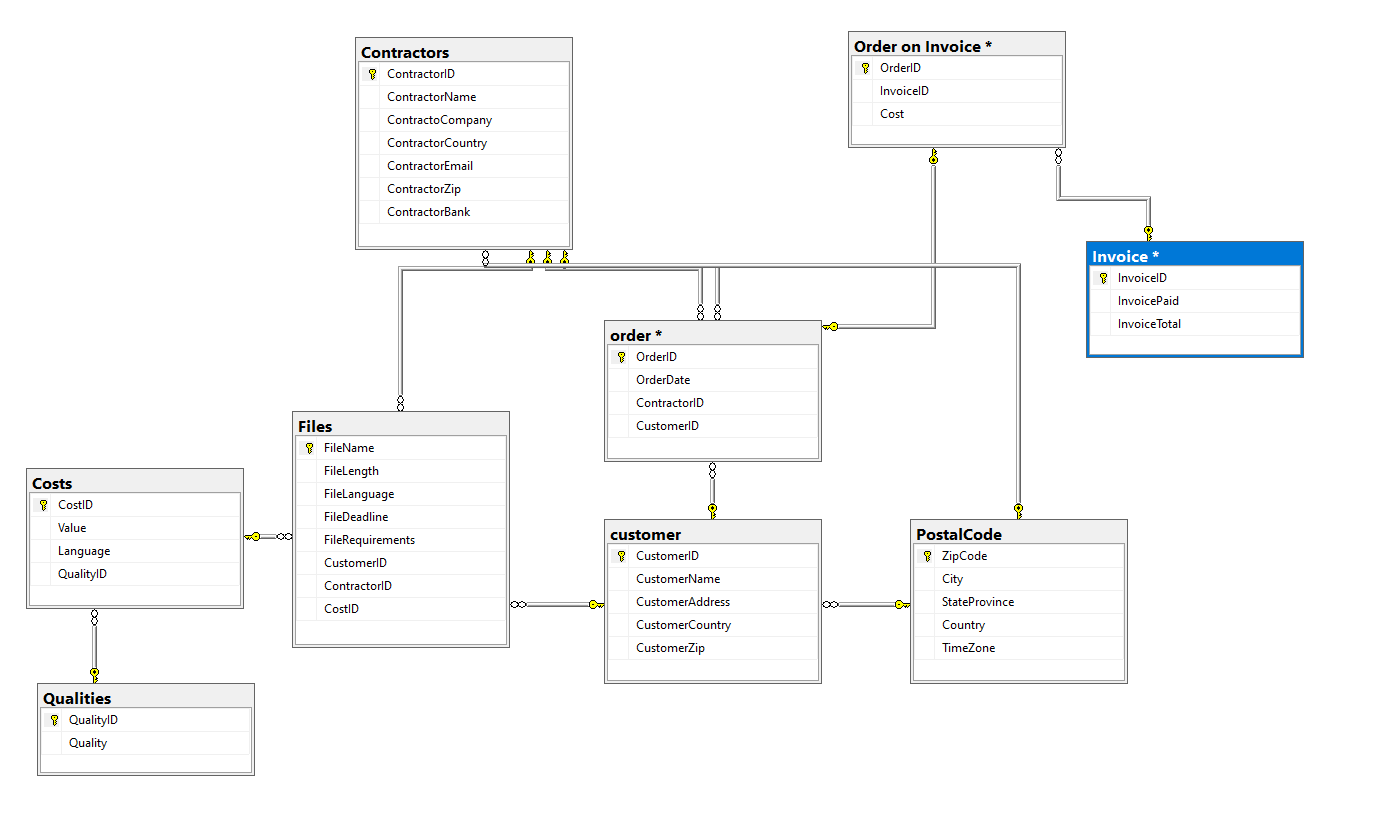 Contractors
ContractorID
ContractorName
ContractoCompany
ContractorCountry
ContractorEmail
ContractorZip
ContractorBank
Order on Invoice *
OrderID
InvoiceID
Cost
Invoice *
InvoiceID
InvoicePaid
InvoiceTotal
order *
OrderID
OrderDate
ContractorID
CustomerID
Files
FileName
FileLength
FileLanguage
FileDeadline
FileRequirements
CustomerID
ContractorID
CostID
Costs
CostID
Value
Language
QualityID
customer
CustomerID
CustomerName
CustomerAddress
CustomerCountry
CustomerZip
PostalCode
ZipCode
City
StateProvince
Country
TimeZone
Qualities
QualityID
Quality